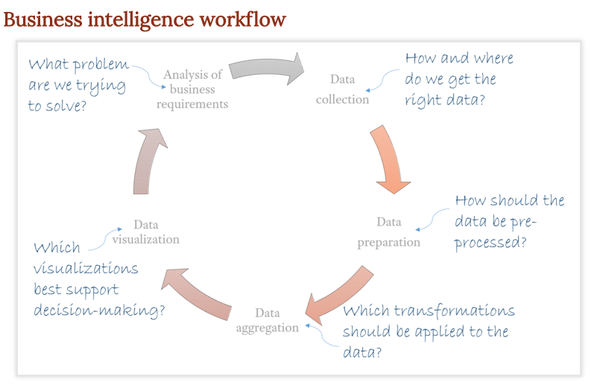 Business intelligence workflow
What problem
are we trying
to solve?
Analysis of
business
requirements
Data
collection
How and where
do we get the
right data?
Data
preparation
How should the
data be pre-
processed?
Data
aggregation
Which transformations
should be applied to the
data?
Data
visualization
Which
visualizations
best support
decision-making?